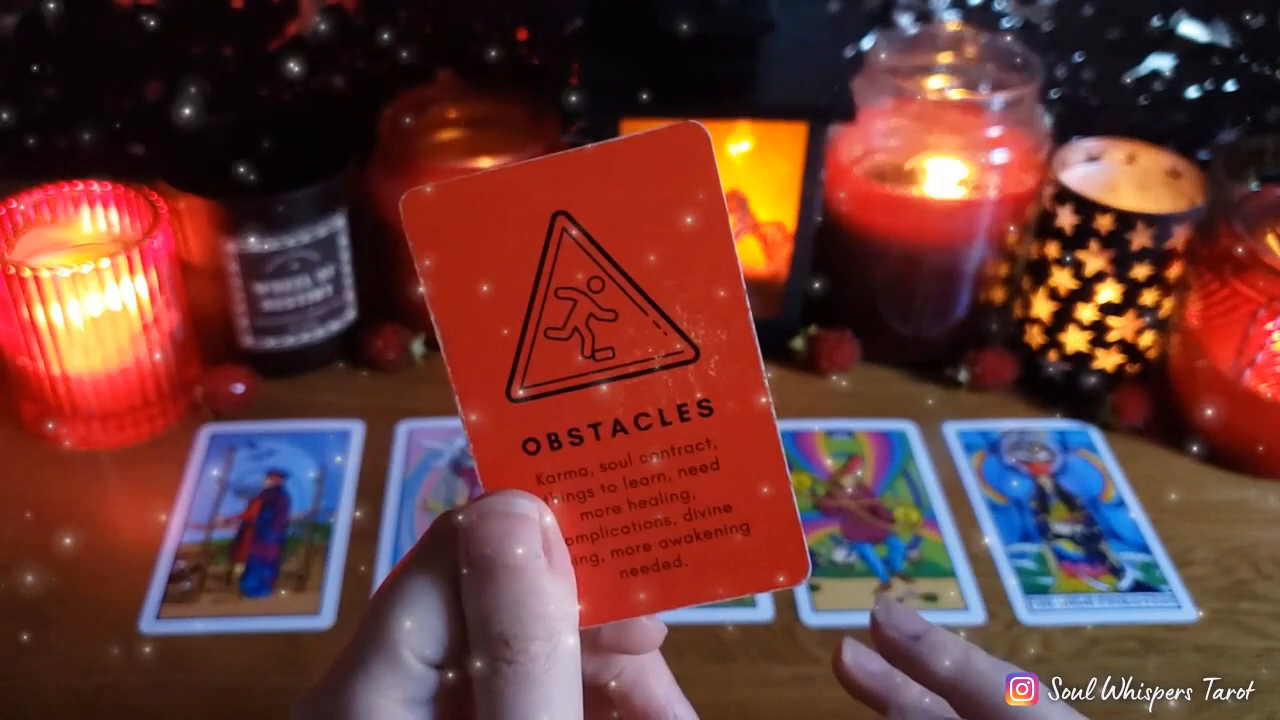 WHEEL OF
DESTINY
OBSTACLES
Karma, soul contract,
things to learn, need
more healing,
complications, divine
more awakening
needed.
Soul Whispers Tarot